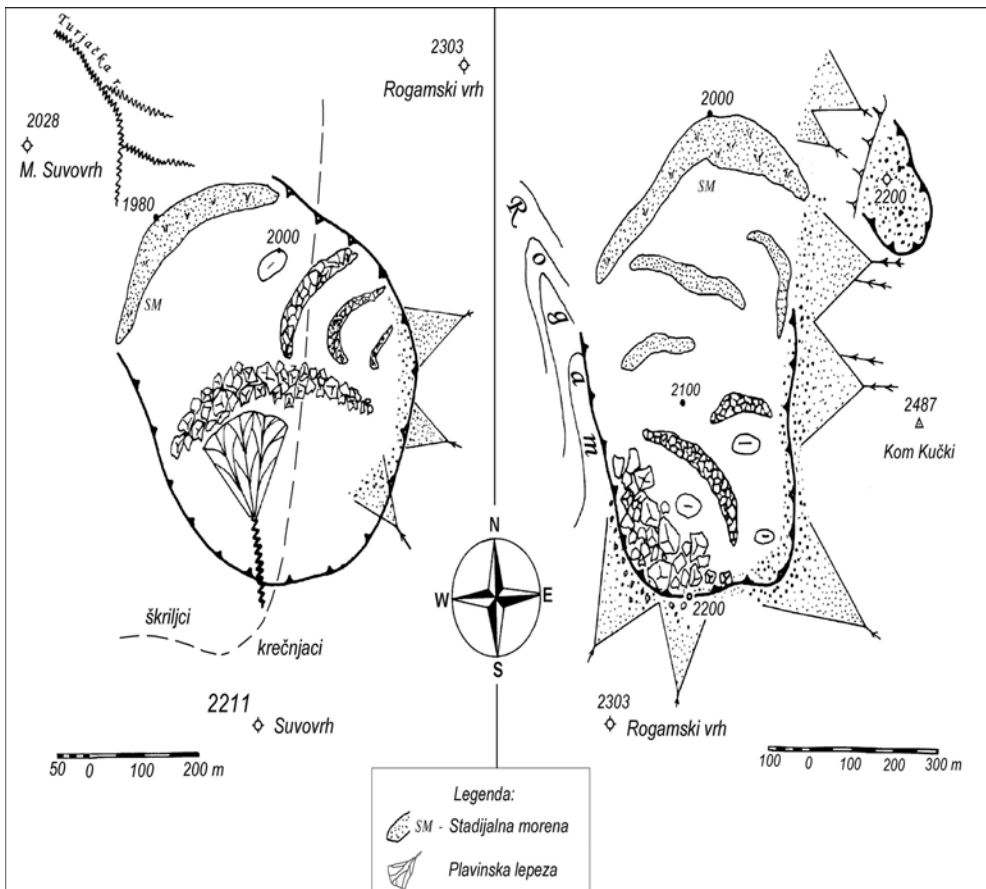 Turjačka r.
2028
M. Suvovrh
2303
Rogamski vrh
1980
SM
2000
škriljci
krečnjaci
2211
Suvovrh
50 0 100 200 m
2000
SM
2200
Rogam
2100
2487
Kom Kučki
2200
2303
Rogamski vrh
100 0 100 200 300 m
N
W E
S
Legenda:
SM - Stadijalna morena
Plavinska lepeza